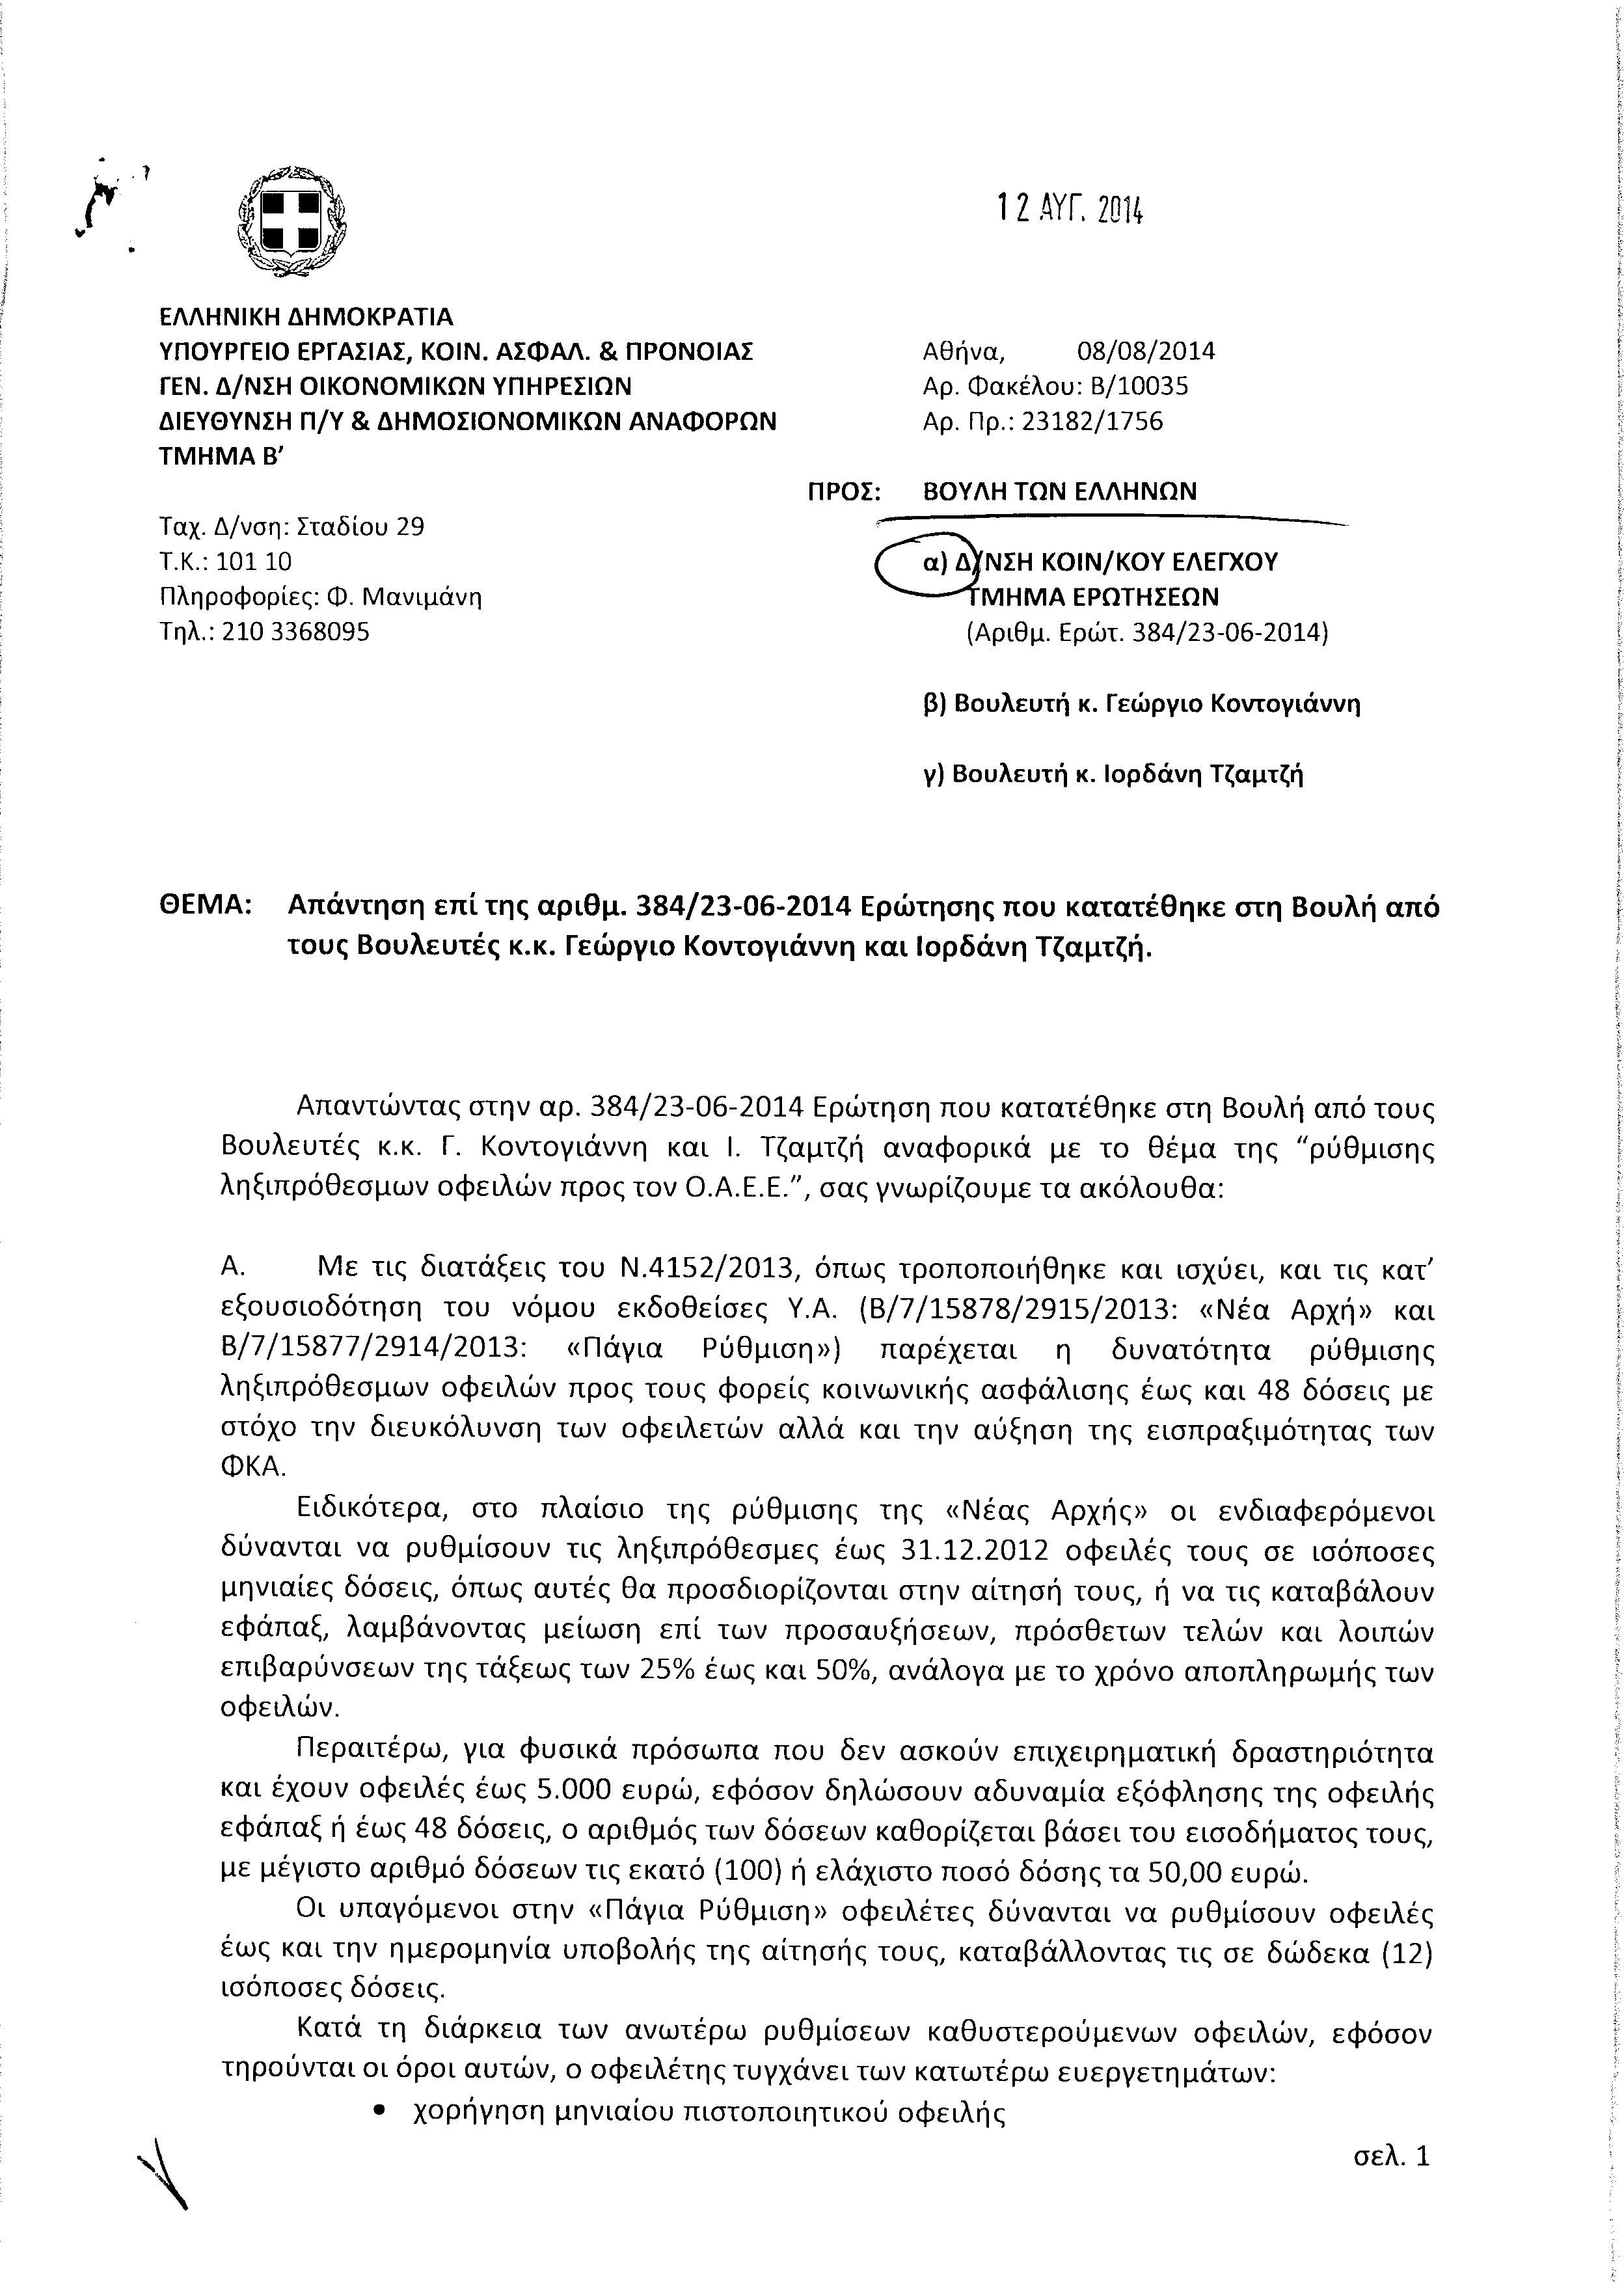 12 ΑΥΓ. 2014
ΕΛΛΗΝΙΚΗ ΔΗΜΟΚΡΑΤΙΑ
ΥΠΟΥΡΓΕΙΟ ΕΡΓΑΣΙΑΣ, ΚΟΙΝ. ΑΣΦΑΛ. & ΠΡΟΝΟΙΑΣ
ΓΕΝ. Δ/ΝΣΗ ΟΙΚΟΝΟΜΙΚΩΝ ΥΠΗΡΕΣΙΩΝ
ΔΙΕΥΘΥΝΣΗ Π/Υ & ΔΗΜΟΣΙΟΝΟΜΙΚΩΝ ΑΝΑΦΟΡΩΝ
ΤΜΗΜΑ Β’
Ταχ. Δ/νση: Σταδίου 29
Τ.Κ.: 101 10
Πληροφορίες: Φ. Μανιμάνη
Τηλ.: 210 3368095
Αθήνα, 08/08/2014
Αρ. Φακέλου: Β/10035
Αρ. Πρ.: 23182/1756
ΠΡΟΣ: ΒΟΥΛΗ ΤΩΝ ΕΛΛΗΝΩΝ
α) Δ/ΝΣΗ ΚΟΙΝ/ΚΟΥ ΕΛΕΓΧΟΥ
ΤΜΗΜΑ ΕΡΩΤΗΣΕΩΝ
(Αριθμ. Ερώτ. 384/23-06-2014)
β) Βουλευτή κ. Γεώργιο Κοντογιάννη
γ) Βουλευτή κ. Ιορδάνη Τζαμτζή
ΘΕΜΑ: Απάντηση επί της αριθμ. 384/23-06-2014 Ερώτησης που κατατέθηκε στη Βουλή από
τους Βουλευτές κ.κ. Γεώργιο Κοντογιάννη και Ιορδάνη Τζαμτζή.
Απαντώντας στην αρ. 384/23-06-2014 Ερώτηση που κατατέθηκε στη Βουλή από τους
Βουλευτές κ.κ. Γ. Κοντογιάννη και Ι. Τζαμτζή αναφορικά με το θέμα της "ρύθμισης
ληξιπρόθεσμων οφειλών προς τον Ο.Α.Ε.Ε.", σας γνωρίζουμε τα ακόλουθα:
Α. Με τις διατάξεις του Ν.4152/2013, όπως τροποποιήθηκε και ισχύει, και τις κατ’
εξουσιοδότηση του νόμου εκδοθείσες Υ.Α. (Β/7/15878/2915/2013: «Νέα Αρχή» και
Β/7/15877/2914/2013: «Πάγια Ρύθμιση») παρέχεται η δυνατότητα ρύθμισης
ληξιπρόθεσμων οφειλών προς τους φορείς κοινωνικής ασφάλισης έως και 48 δόσεις με
στόχο την διευκόλυνση των οφειλετών αλλά και την αύξηση της εισπραξιμότητας των
ΦΚΑ.
Ειδικότερα, στο πλαίσιο της ρύθμισης της «Νέας Αρχής» οι ενδιαφερόμενοι
δύνανται να ρυθμίσουν τις ληξιπρόθεσμες έως 31.12.2012 οφειλές τους σε ισόποσες
μηνιαίες δόσεις, όπως αυτές θα προσδιορίζονται στην αίτησή τους, ή να τις καταβάλουν
εφάπαξ, λαμβάνοντας μείωση επί των προσαυξήσεων, πρόσθετων τελών και λοιπών
επιβαρύνσεων της τάξεως των 25% έως και 50%, ανάλογα με το χρόνο αποπληρωμής των
οφειλών.
Περαιτέρω, για φυσικά πρόσωπα που δεν ασκούν επιχειρηματική δραστηριότητα
και έχουν οφειλές έως 5.000 ευρώ, εφόσον δηλώσουν αδυναμία εξόφλησης της οφειλής
εφάπαξ ή έως 48 δόσεις, ο αριθμός των δόσεων καθορίζεται βάσει του εισοδήματος τους,
με μέγιστο αριθμό δόσεων τις εκατό (100) ή ελάχιστο ποσό δόσης τα 50,00 ευρώ.
Οι υπαγόμενοι στην «Πάγια Ρύθμιση» οφειλέτες δύνανται να ρυθμίσουν οφειλές
έως και την ημερομηνία υποβολής της αίτησής τους, καταβάλλοντας τις σε δώδεκα (12)
ισόποσες δόσεις.
Κατά τη διάρκεια των ανωτέρω ρυθμίσεων καθυστερούμενων οφειλών, εφόσον
τηρούνται οι όροι αυτών, ο οφειλέτης τυγχάνει των κατωτέρω ευεργετημάτων:
• χορήγηση μηνιαίου πιστοποιητικού οφειλής
σελ. 1